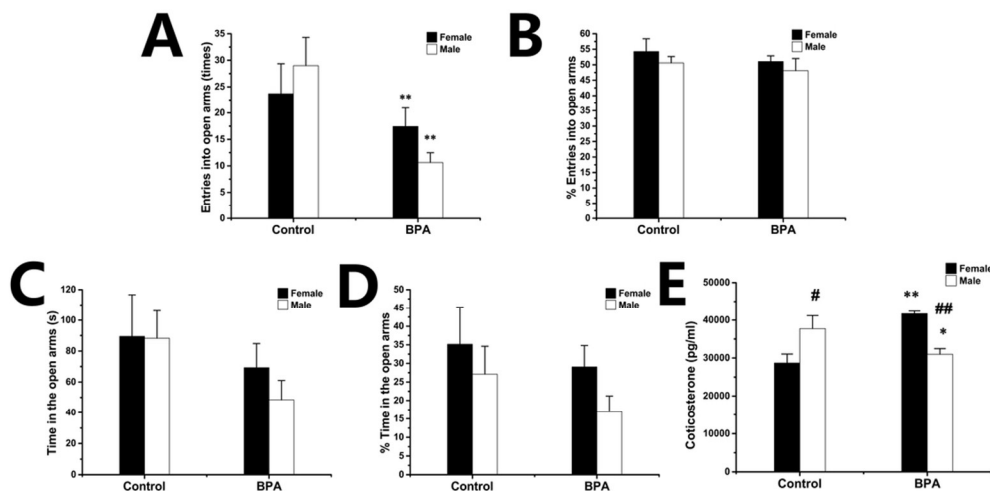 A
Entries into open arms (times)
35
30
25
20
15
10
5
0
Female
Male
**
**
Control
BPA
B
% Entries into open arms
60
55
50
45
40
35
30
25
20
15
10
5
0
Female
Male
Control
BPA
C
Time in the open arms (s)
120
100
80
60
40
20
0
Female
Male
Control
BPA
D
% Time in the open arms
50
45
40
35
30
25
20
15
10
5
0
Female
Male
Control
BPA
E
Coticosterone (pg/ml)
50000
40000
30000
20000
10000
0
Female
Male
#
**
##
*
Control
BPA